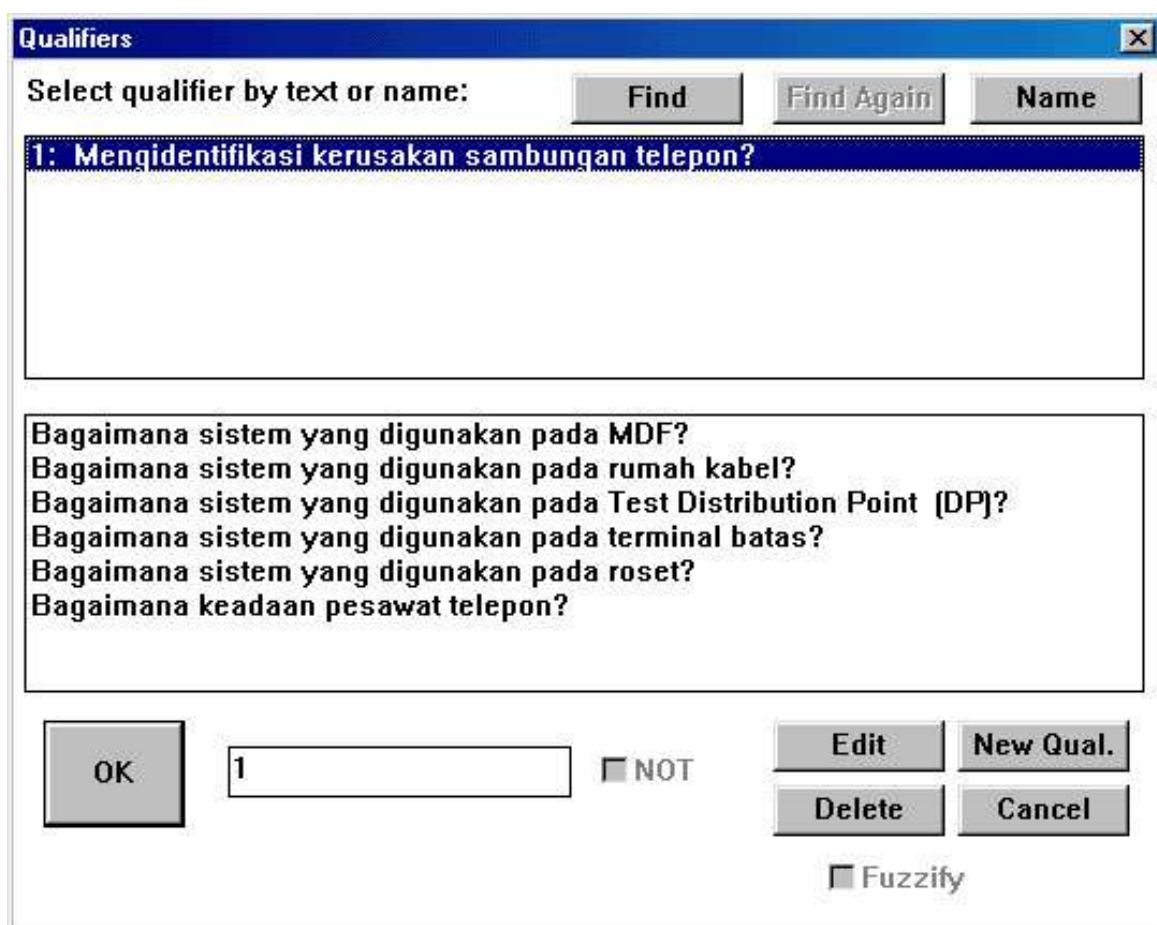 Qualifiers
Select qualifier by text or name:
Find
Find Again
Name
1: Mengidentifikasi kerusakan sambungan telepon?
Bagaimana sistem yang digunakan pada MDF?
Bagaimana sistem yang digunakan pada rumah kabel?
Bagaimana sistem yang digunakan pada Test Distribution Point (DP)?
Bagaimana sistem yang digunakan pada terminal batas?
Bagaimana sistem yang digunakan pada roset?
Bagaimana keadaan pesawat telepon?
OK
1
NOT
Edit
New Qual.
Delete
Cancel
Fuzzify